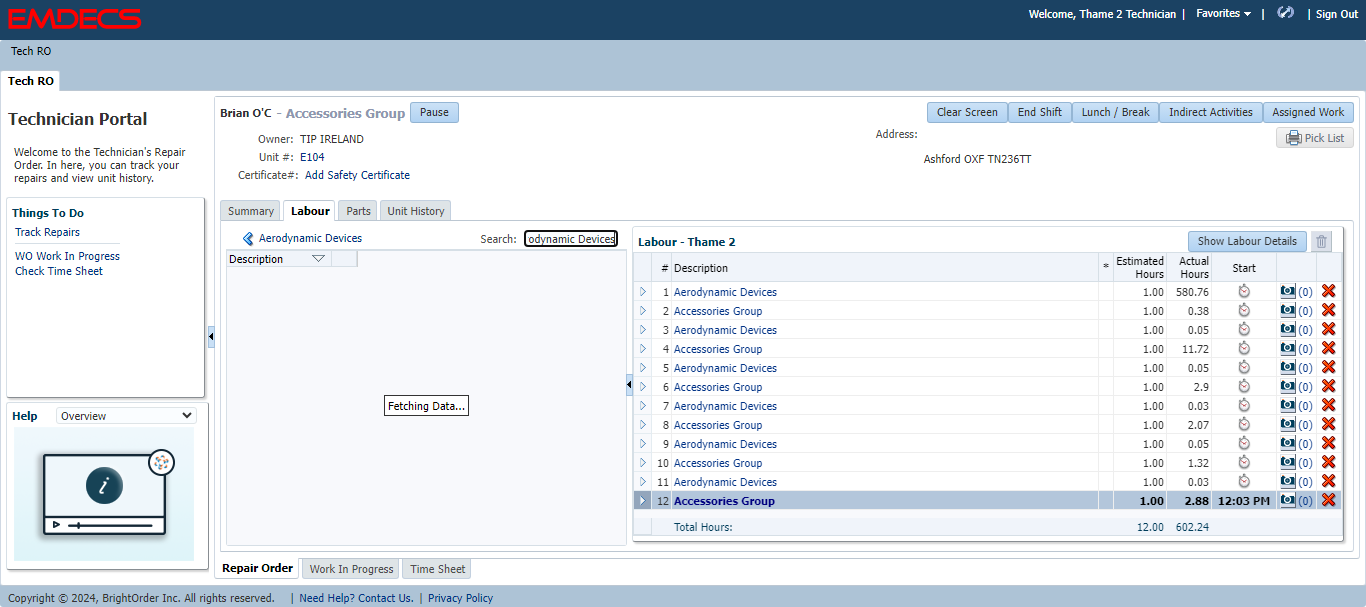 EMDECS
Welcome, Thame 2 Technician | Favorites | | Sign Out
Tech RO
Tech RO
Technician Portal
Welcome to the Technician's Repair
Order. In here, you can track your
repairs and view unit history.
Things To Do
Track Repairs
WO Work In Progress
Check Time Sheet
Help Overview
i
Brian O'C - Accessories Group Pause
Clear Screen End Shift Lunch / Break Indirect Activities Assigned Work
Pick List
Owner: TIP IRELAND
Unit #: E104
Certificate#: Add Safety Certificate
Address:
Ashford OXF TN236TT
Summary Labour Parts Unit History
Aerodynamic Devices Search: odynamic Devices
Description
Fetching Data...
Labour - Thame 2 Show Labour Details
# Description * Estimated Hours Actual Hours Start
1 Aerodynamic Devices 1.00 580.76 (0)
2 Accessories Group 1.00 0.38 (0)
3 Aerodynamic Devices 1.00 0.05 (0)
4 Accessories Group 1.00 11.72 (0)
5 Aerodynamic Devices 1.00 0.05 (0)
6 Accessories Group 1.00 2.9 (0)
7 Aerodynamic Devices 1.00 0.03 (0)
8 Accessories Group 1.00 2.07 (0)
9 Aerodynamic Devices 1.00 0.05 (0)
10 Accessories Group 1.00 1.32 (0)
11 Aerodynamic Devices 1.00 0.03 (0)
12 Accessories Group 1.00 2.88 12:03 PM (0)
Total Hours: 12.00 602.24
Repair Order Work In Progress Time Sheet
Copyright © 2024, BrightOrder Inc. All rights reserved. | Need Help? Contact Us. | Privacy Policy